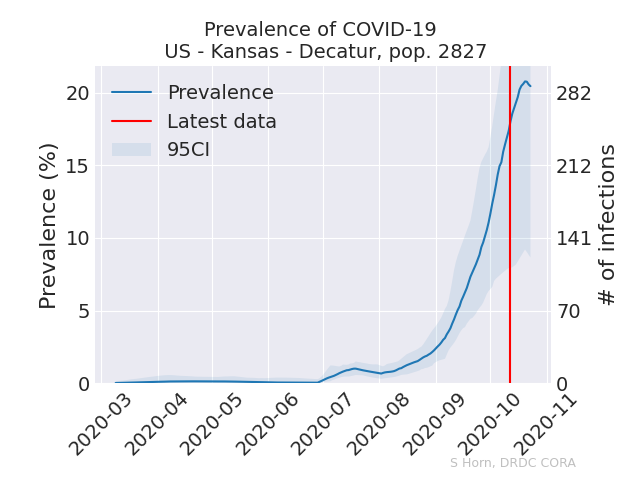 Prevalence of COVID-19
US - Kansas - Decatur, pop. 2827
Prevalence
Latest data
95CI
Prevalence (%)
20
15
10
5
0
282
212
141
70
0
# of infections
2020-03
2020-04
2020-05
2020-06
2020-07
2020-08
2020-09
2020-10
2020-11
S Horn, DRDC CORA